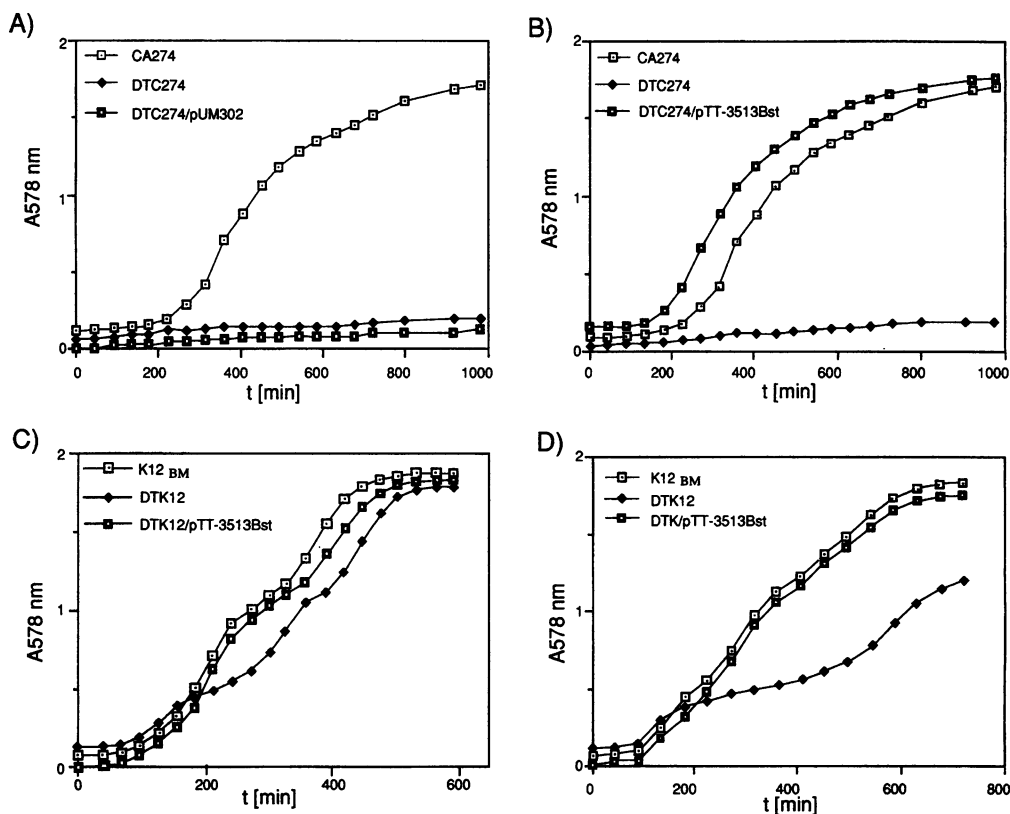 A)
2
CA274
DTC274
DTC274/pUM302
1
0
A578 nm
0 200 400 600 800 1000
t [min]
B)
2
CA274
DTC274
DTC274/pTT-3513Bst
1
0
A578 nm
0 200 400 600 800 1000
t [min]
C)
2
K12 BM
DTK12
DTK12/pTT-3513Bst
1
0
A578 nm
0 200 400 600
t [min]
D)
2
K12 BM
DTK12
DTK/pTT-3513Bst
1
0
A578 nm
0 200 400 600 800
t [min]